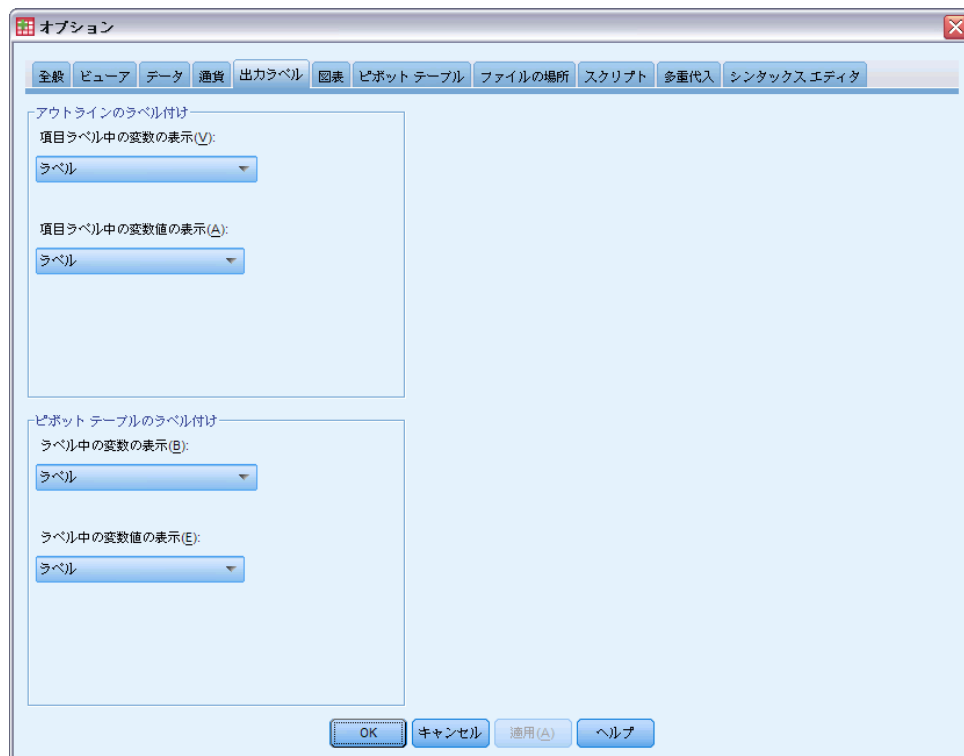 オプション
全般 ビューア データ 通貨 出力ラベル 図表 ピボット テーブル ファイルの場所 スクリプト 多重代入 シンタックス エディタ
アウトラインのラベル付け
項目ラベル中の変数の表示(V):
ラベル
項目ラベル中の変数値の表示(A):
ラベル
ピボット テーブルのラベル付け
ラベル中の変数の表示(B):
ラベル
ラベル中の変数値の表示(E):
ラベル
OK キャンセル 適用(A) ヘルプ